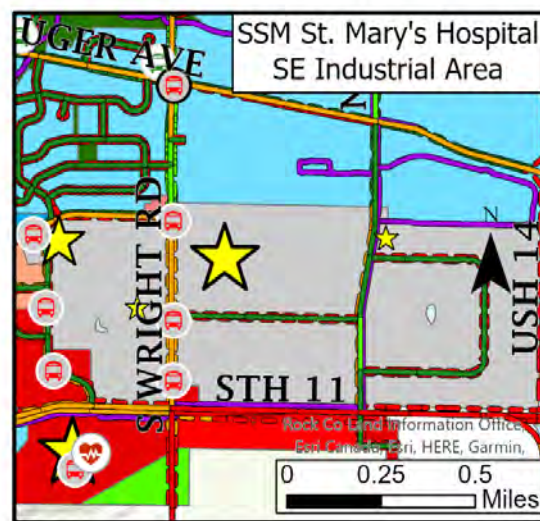 SSM St. Mary's Hospital
SE Industrial Area
UGER AVE
N
S WRIGHT RD
USH 14
STH 11
Rock Co Land Information Office,
Esri Canada, Esri, HERE, Garmin,
0 0.25 0.5
Miles